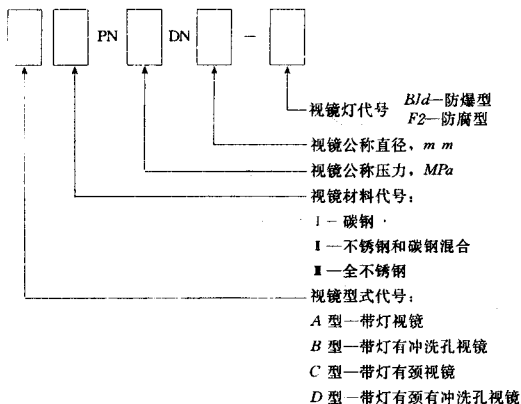 PN DN -
视镜灯代号 BJd—防爆型
F2—防腐型
视镜公称直径，mm
视镜公称压力，MPa
视镜材料代号：
Ⅰ—碳钢
Ⅱ—不锈钢和碳钢混合
Ⅲ—全不锈钢
视镜型式代号：
A 型—带灯视镜
B 型—带灯有冲洗孔视镜
C 型—带灯有颈视镜
D 型—带灯有颈有冲洗孔视镜